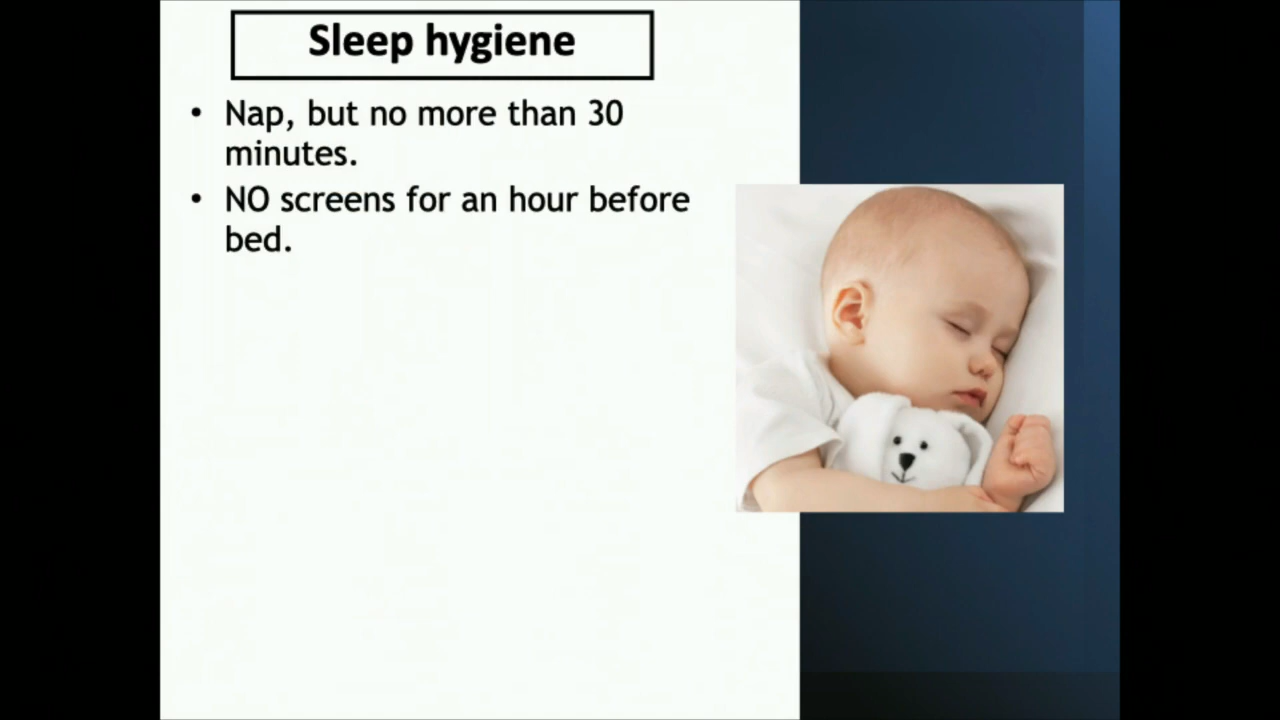 Sleep hygiene
• Nap, but no more than 30
minutes.
• NO screens for an hour before
bed.